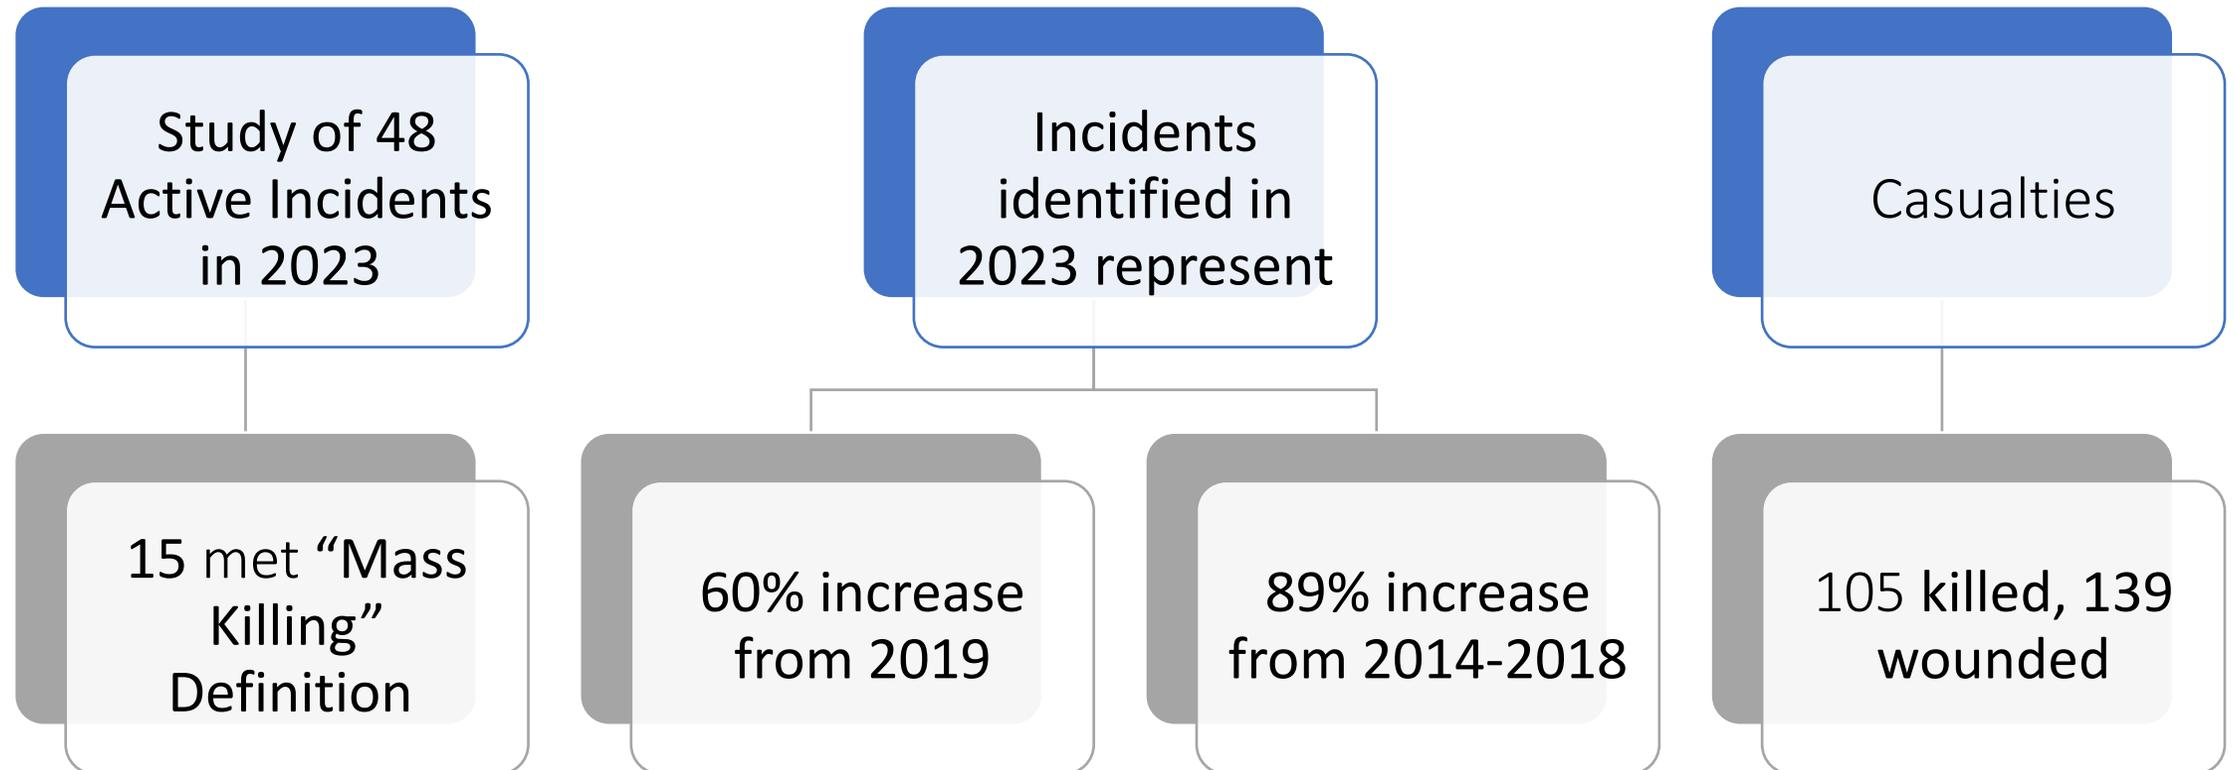 Study of 48
Active Incidents
in 2023
Incidents
identified in
2023 represent
Casualties
15 met “Mass
Killing”
Definition
60% increase
from 2019
89% increase
from 2014-2018
105 killed, 139
wounded